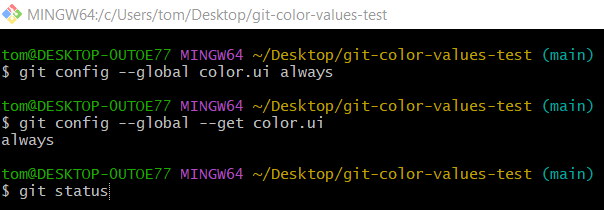 MINGW64:/c/Users/tom/Desktop/git-color-values-test
tom@DESKTOP-OUTOE77 MINGW64 ~/Desktop/git-color-values-test (main)
$ git config --global color.ui always
tom@DESKTOP-OUTOE77 MINGW64 ~/Desktop/git-color-values-test (main)
$ git config --global --get color.ui
always
tom@DESKTOP-OUTOE77 MINGW64 ~/Desktop/git-color-values-test (main)
$ git status